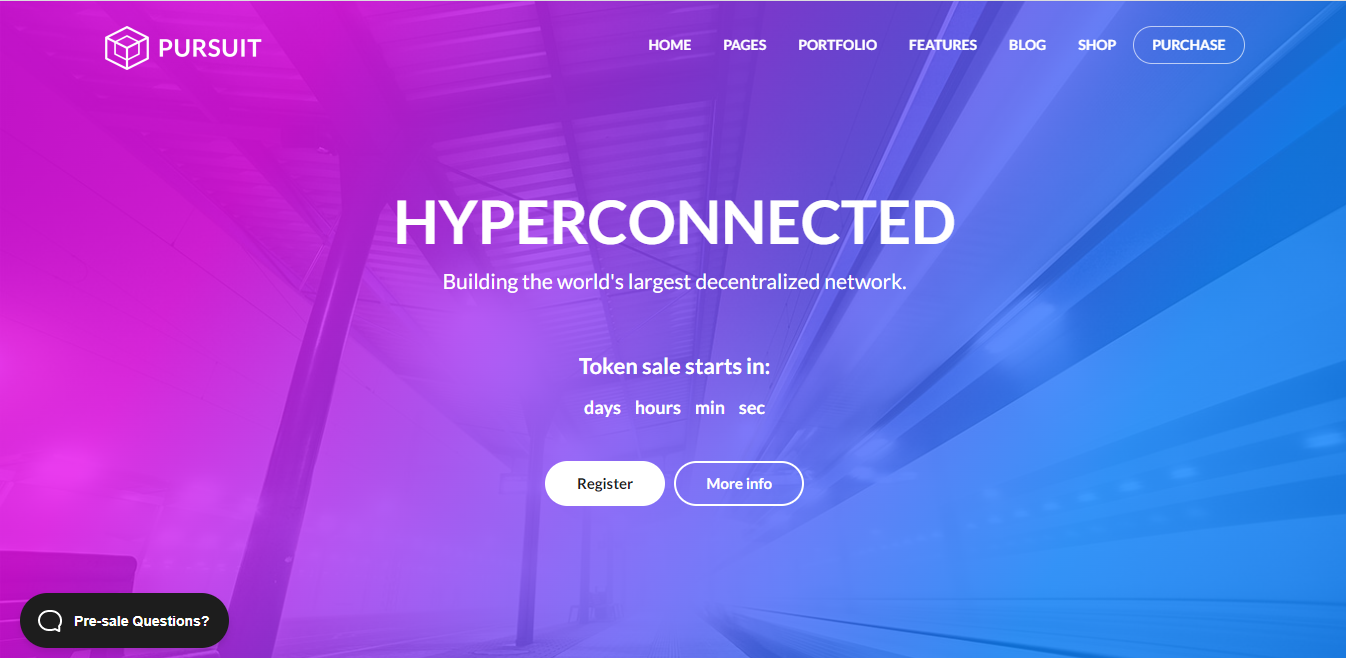 PURSUIT
HOME PAGES PORTFOLIO FEATURES BLOG SHOP PURCHASE
HYPERCONNECTED
Building the world's largest decentralized network.
Token sale starts in:
days hours min sec
Register More info
Pre-sale Questions?